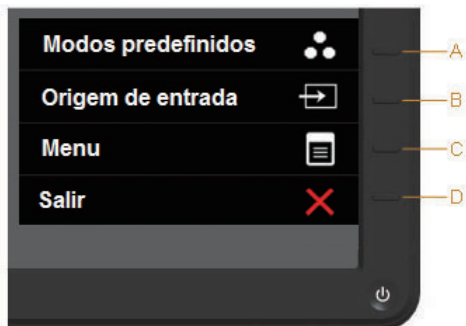 Modos predefinidos
A
Origem de entrada
B
Menu
C
Salir
D